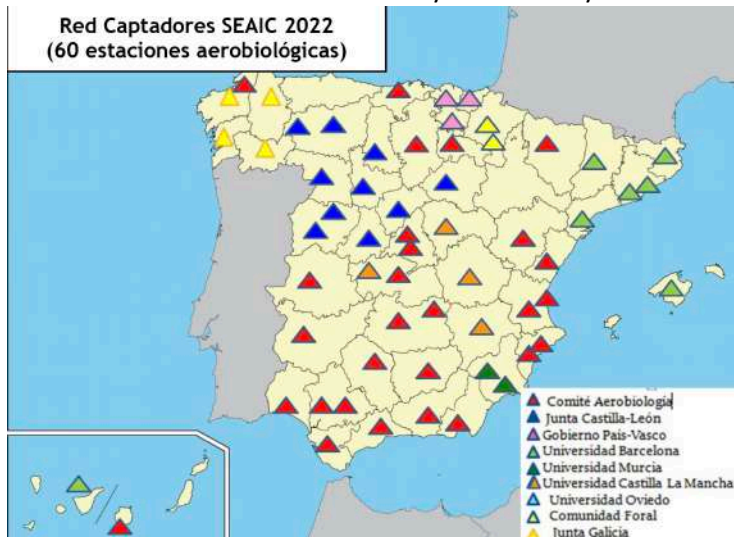 Red Captadores SEAIC 2022
(60 estaciones aerobiológicas)
Comité Aerobiología
Junta Castilla-León
Gobierno Pais-Vasco
Universidad Barcelona
Universidad Murcia
Universidad Castilla La Mancha
Universidad Oviedo
Comunidad Foral
Junta Galicia